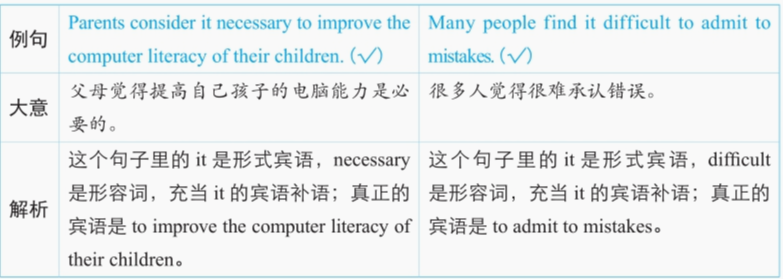 例句
Parents consider it necessary to improve the
computer literacy of their children. (✓)
Many people find it difficult to admit to
mistakes. (✓)
大意
父母觉得提高自己孩子的电脑能力是必
要的。
很多人觉得很难承认错误。
解析
这个句子里的 it 是形式宾语，necessary
是形容词，充当 it 的宾语补语；真正的
宾语是 to improve the computer literacy of
their children。
这个句子里的 it 是形式宾语，difficult
是形容词，充当 it 的宾语补语；真正的
宾语是 to admit to mistakes。